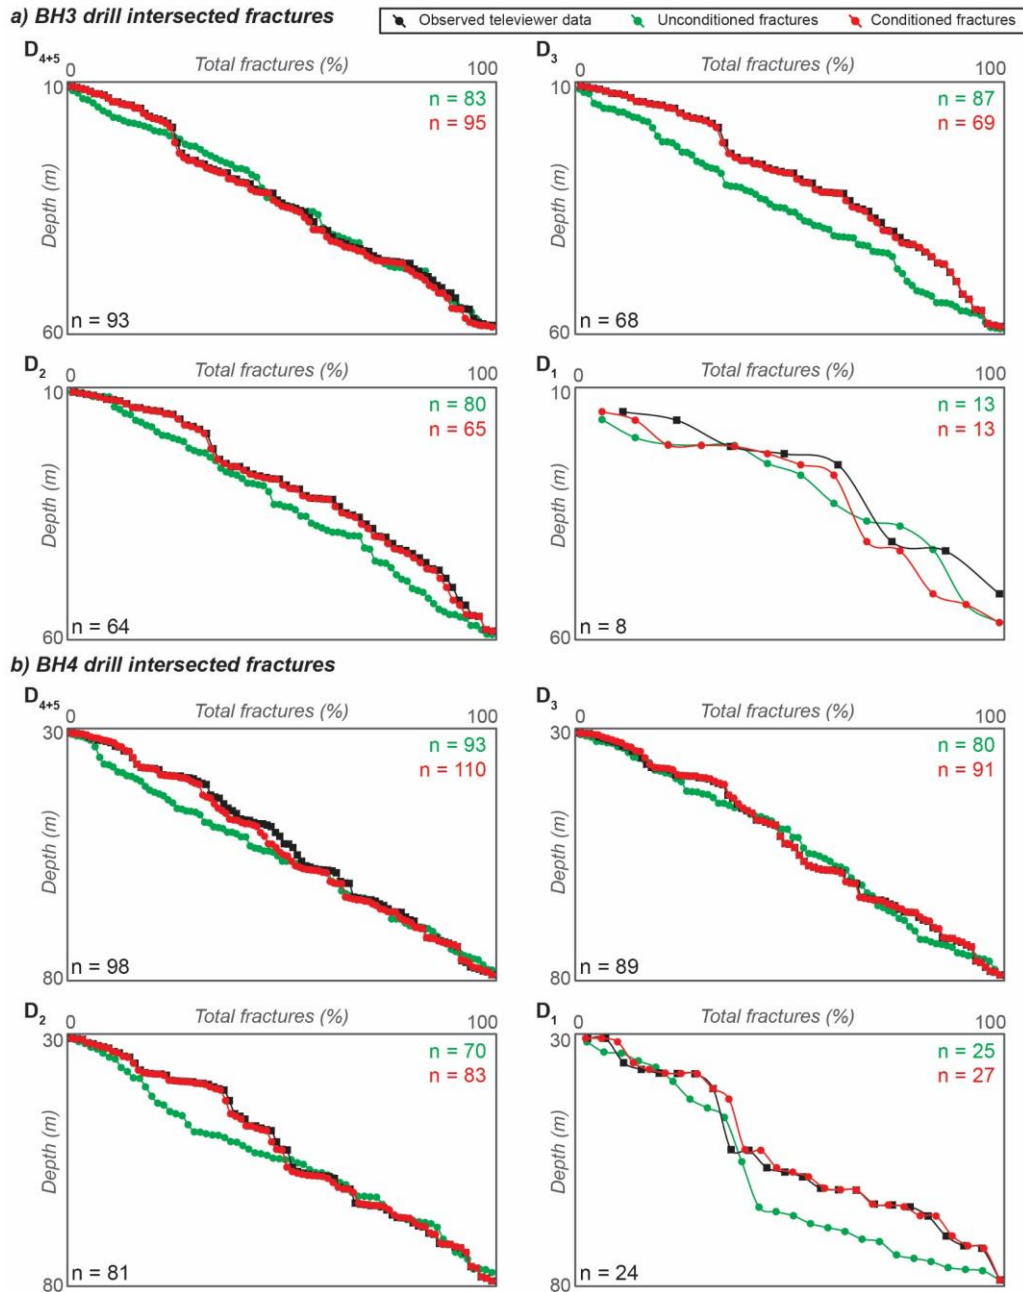 a) BH3 drill intersected fractures
Observed televiewer data Unconditioned fractures Conditioned fractures
D4+5
0 Total fractures (%) 100
10
Depth (m)
60
n = 83
n = 95
n = 93
D3
0 Total fractures (%) 100
10
Depth (m)
60
n = 87
n = 69
n = 68
D2
0 Total fractures (%) 100
10
Depth (m)
60
n = 80
n = 65
n = 64
D1
0 Total fractures (%) 100
10
Depth (m)
60
n = 13
n = 13
n = 8
b) BH4 drill intersected fractures
D4+5
0 Total fractures (%) 100
30
Depth (m)
80
n = 93
n = 110
n = 98
D3
0 Total fractures (%) 100
30
Depth (m)
80
n = 80
n = 91
n = 89
D2
0 Total fractures (%) 100
30
Depth (m)
80
n = 70
n = 83
n = 81
D1
0 Total fractures (%) 100
30
Depth (m)
80
n = 25
n = 27
n = 24